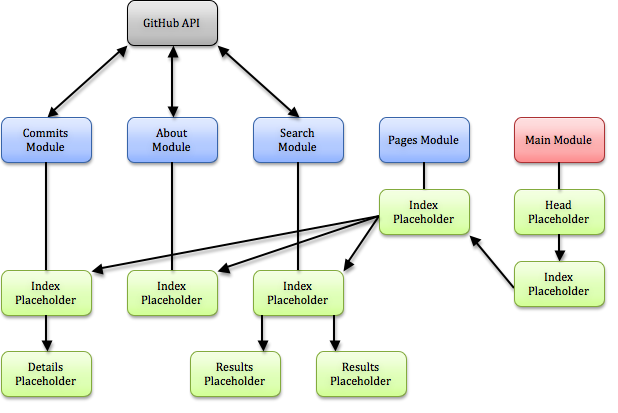 GitHub API
Commits
Module
About
Module
Search
Module
Pages Module
Main Module
Index
Placeholder
Head
Placeholder
Index
Placeholder
Index
Placeholder
Index
Placeholder
Index
Placeholder
Details
Placeholder
Results
Placeholder
Results
Placeholder